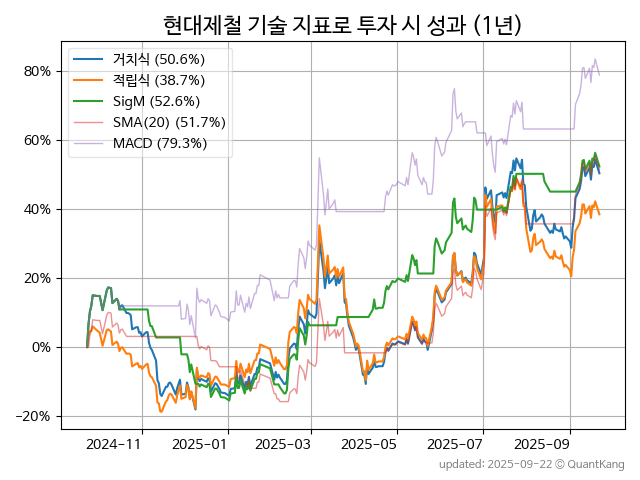 현대제철 기술 지표로 투자 시 성과 (1년)
거치식 (50.6%)
적립식 (38.7%)
SigM (52.6%)
SMA(20) (51.7%)
MACD (79.3%)
80%
60%
40%
20%
0%
−20%
2024-11
2025-01
2025-03
2025-05
2025-07
2025-09
updated: 2025-09-22 © QuantKang